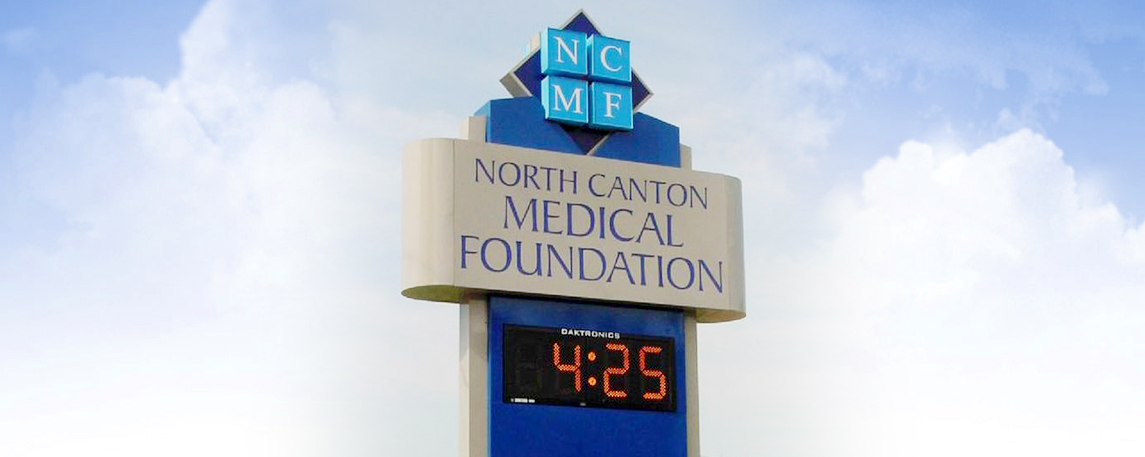 N C
M F
NORTH CANTON
MEDICAL
FOUNDATION
DAKTRONICS
4:25